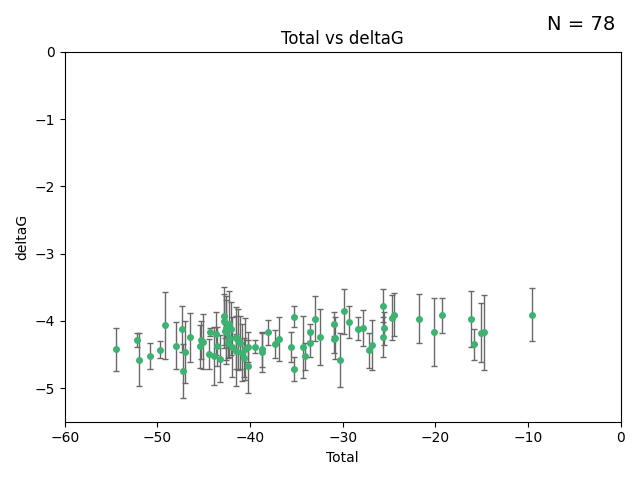 N = 78
Total vs deltaG
0
−1
−2
−3
−4
−5
deltaG
−60 −50 −40 −30 −20 −10 0
Total